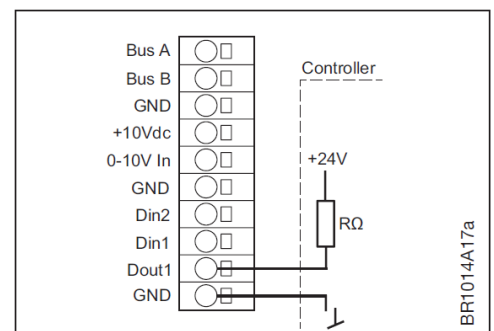 Bus A
Bus B
GND
+10Vdc
0-10V In
GND
Din2
Din1
Dout1
GND
Controller
+24V
RΩ
BR1014A17a